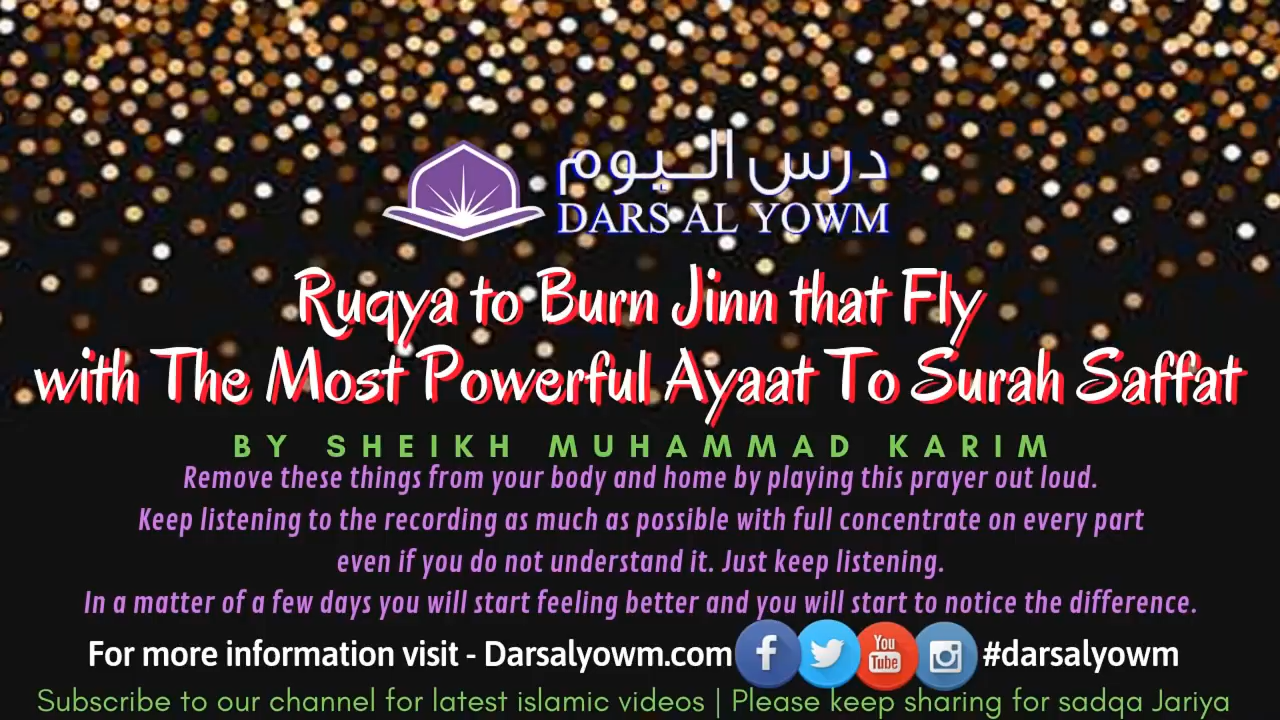 درس اليوم
DARS AL YOWM
Ruqya to Burn Jinn that Fly
with The Most Powerful Ayaat To Surah Saffat
BY SHEIKH MUHAMMAD KARIM
Remove these things from your body and home by playing this prayer out loud.
Keep listening to the recording as much as possible with full concentrate on every part
even if you do not understand it. Just keep listening.
In a matter of a few days you will start feeling better and you will start to notice the difference.
For more information visit - Darsalyowm.com f You Tube #darsalyowm
Subscribe to our channel for latest islamic videos | Please keep sharing for sadqa Jariya